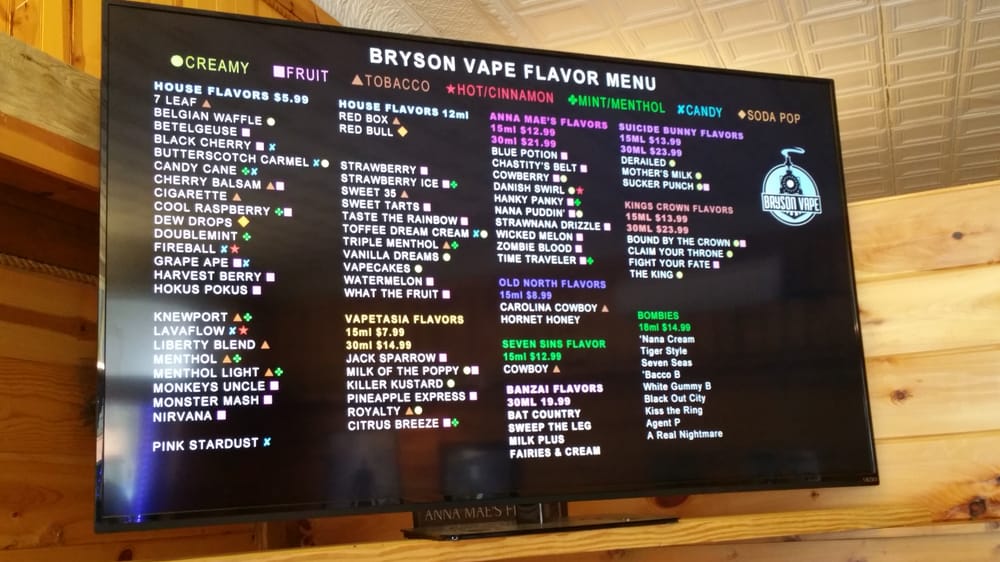 BRYSON VAPE FLAVOR MENU
CREAMY FRUIT TOBACCO HOT/CINNAMON MINT/MENTHOL CANDY SODA POP
HOUSE FLAVORS $5.99
7 LEAF
BELGIAN WAFFLE
BETELGEUSE
BLACK CHERRY
BUTTERSCOTCH CARMEL
CANDY CANE
CHERRY BALSAM
CIGARETTE
COOL RASPBERRY
DEW DROPS
DOUBLEMINT
FIREBALL
GRAPE APE
HARVEST BERRY
HOKUS POKUS
KNEWPORT
LAVAFLOW
LIBERTY BLEND
MENTHOL
MENTHOL LIGHT
MONKEYS UNCLE
MONSTER MASH
NIRVANA
PINK STARDUST
HOUSE FLAVORS 12ml
RED BOX
RED BULL
STRAWBERRY
STRAWBERRY ICE
SWEET 35
SWEET TARTS
TASTE THE RAINBOW
TOFFEE DREAM CREAM
TRIPLE MENTHOL
VANILLA DREAMS
VAPECAKES
WATERMELON
WHAT THE FRUIT
VAPETASIA FLAVORS
15ml $7.99
30ml $14.99
JACK SPARROW
MILK OF THE POPPY
KILLER KUSTARD
PINEAPPLE EXPRESS
ROYALTY
CITRUS BREEZE
ANNA MAE'S FLAVORS
15ml $12.99
30ml $21.99
BLUE POTION
CHASTITY'S BELT
COWBERRY
DANISH SWIRL
HANKY PANKY
NANA PUDDIN'
STRAWNANA DRIZZLE
WICKED MELON
ZOMBIE BLOOD
TIME TRAVELER
OLD NORTH FLAVORS
15ml $8.99
CAROLINA COWBOY
HORNET HONEY
SEVEN SINS FLAVOR
15ml $12.99
COWBOY
BANZAI FLAVORS
30ML 19.99
BAT COUNTRY
SWEEP THE LEG
MILK PLUS
FAIRIES & CREAM
SUICIDE BUNNY FLAVORS
15ML $13.99
30ML $23.99
DERAILED
MOTHER'S MILK
SUCKER PUNCH
KINGS CROWN FLAVORS
15ML $13.99
30ML $23.99
BOUND BY THE CROWN
CLAIM YOUR THRONE
FIGHT YOUR FATE
THE KING
BOMBIES
18ml $14.99
'Nana Cream
Tiger Style
Seven Seas
'Bacco B
White Gummy B
Black Out City
Kiss the Ring
Agent P
A Real Nightmare
BRYSON VAPE
VIZIO
ANNA MAE'S